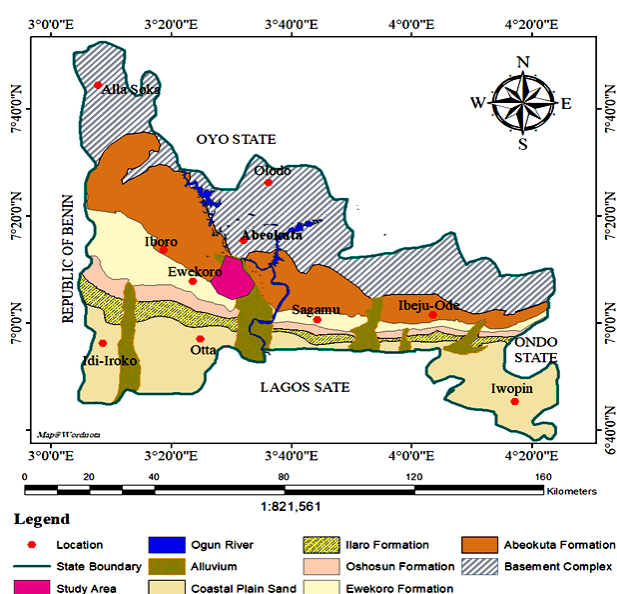 3°0'0"E 3°20'0"E 3°40'0"E 4°0'0"E 4°20'0"E
N
W E
S
7°40'0"N 7°40'0"N
Alla Soka
OYO STATE
Olodo
7°20'0"N 7°20'0"N
Abeokuta
Iboro
REPUBLIC OF BENIN
Ewekoro
Sagamu
Ibeju-Ode
7°0'0"N 7°0'0"N
ONDO
STATE
Idi-Iroko
Otta
LAGOS SATE
Iwopin
Map@Wordnota
6°40'0"N
3°0'0"E 3°20'0"E 3°40'0"E 4°0'0"E 4°20'0"E
0 20 40 80 120 160
Kilometers
1:821,561
Legend
Location Ogun River Ilaro Formation Abeokuta Formation
State Boundary Alluvium Oshosun Formation Basement Complex
Study Area Coastal Plain Sand Ewekoro Formation